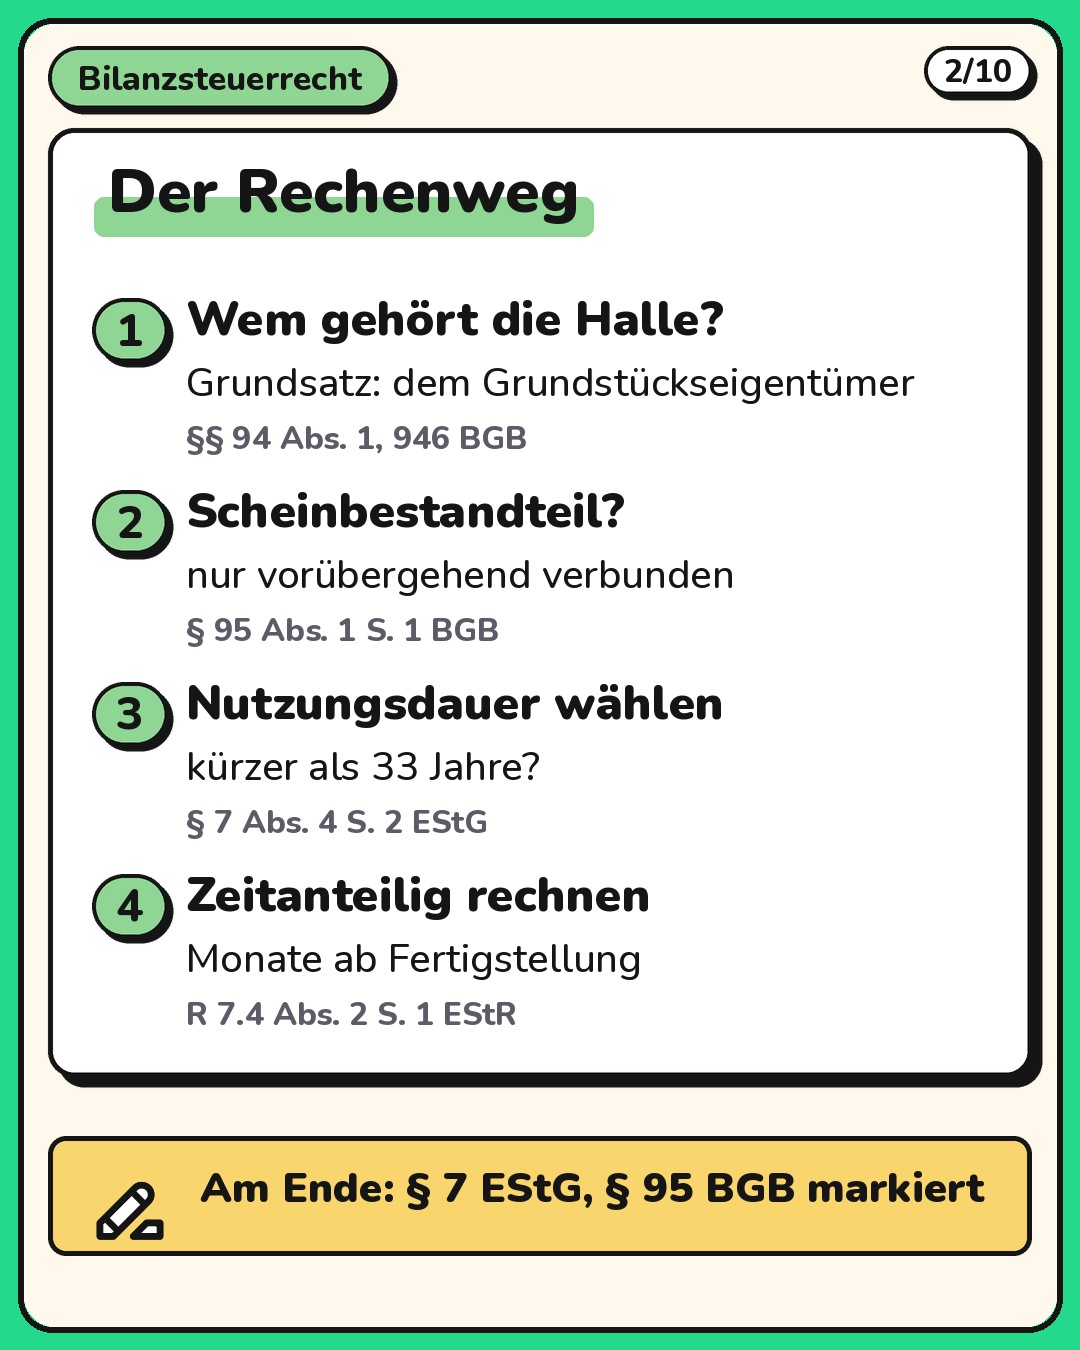 Bilanzsteuerrecht
2/10
Der Rechenweg
1 Wem gehört die Halle?
Grundsatz: dem Grundstückseigentümer
§§ 94 Abs. 1, 946 BGB
2 Scheinbestandteil?
nur vorübergehend verbunden
§ 95 Abs. 1 S. 1 BGB
3 Nutzungsdauer wählen
kürzer als 33 Jahre?
§ 7 Abs. 4 S. 2 EStG
4 Zeitanteilig rechnen
Monate ab Fertigstellung
R 7.4 Abs. 2 S. 1 EStR
Am Ende: § 7 EStG, § 95 BGB markiert